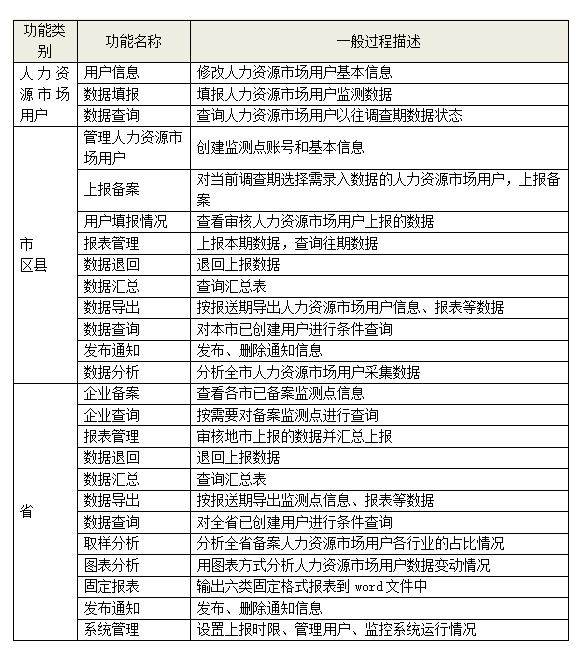 功能类
别
功能名称
一般过程描述
人力资
源市场
用户
用户信息
修改人力资源市场用户基本信息
数据填报
填报人力资源市场用户监测数据
数据查询
查询人力资源市场用户以往调查期数据状态
市
区县
管理人力资源市
场用户
创建监测点账号和基本信息
上报备案
对当前调查期选择需录入数据的人力资源市场用户，上报备
案
用户填报情况
查看审核人力资源市场用户上报的数据
报表管理
上报本期数据，查询往期数据
数据退回
退回上报数据
数据汇总
查询汇总表
数据导出
按报送期导出人力资源市场用户信息、报表等数据
数据查询
对本市已创建用户进行条件查询
发布通知
发布、删除通知信息
数据分析
分析全市人力资源市场用户采集数据
省
企业备案
查看各市已备案监测点信息
企业查询
按需要对备案监测点进行查询
报表管理
审核地市上报的数据并汇总上报
数据退回
退回上报数据
数据汇总
查询汇总表
数据导出
按报送期导出监测点信息、报表等数据
数据查询
对全省已创建用户进行条件查询
取样分析
分析全省备案人力资源市场用户各行业的占比情况
图表分析
用图表方式分析人力资源市场用户数据变动情况
固定报表
输出六类固定格式报表到 word 文件中
发布通知
发布、删除通知信息
系统管理
设置上报时限、管理用户、监控系统运行情况